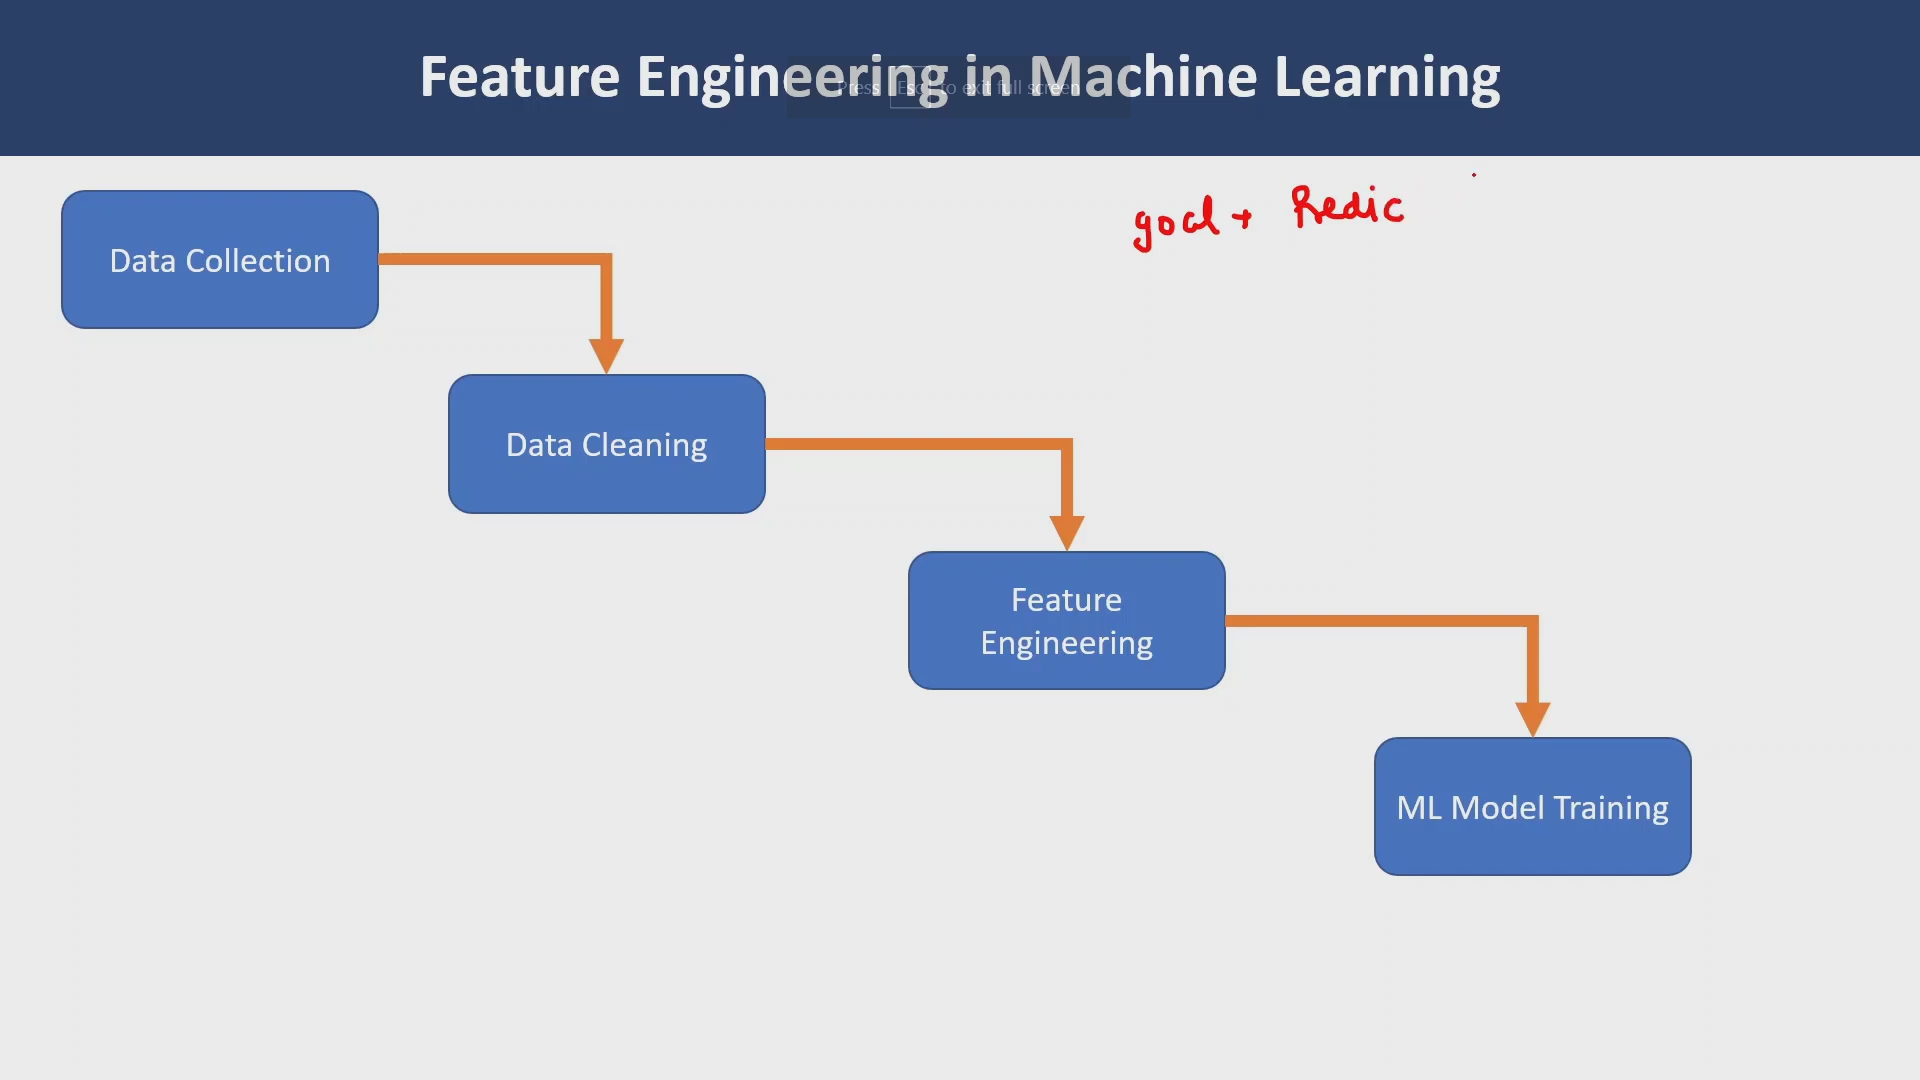 Feature Engineering in Machine Learning
Press Esc to exit full screen
goal + Predic
Data Collection
Data Cleaning
Feature
Engineering
ML Model Training